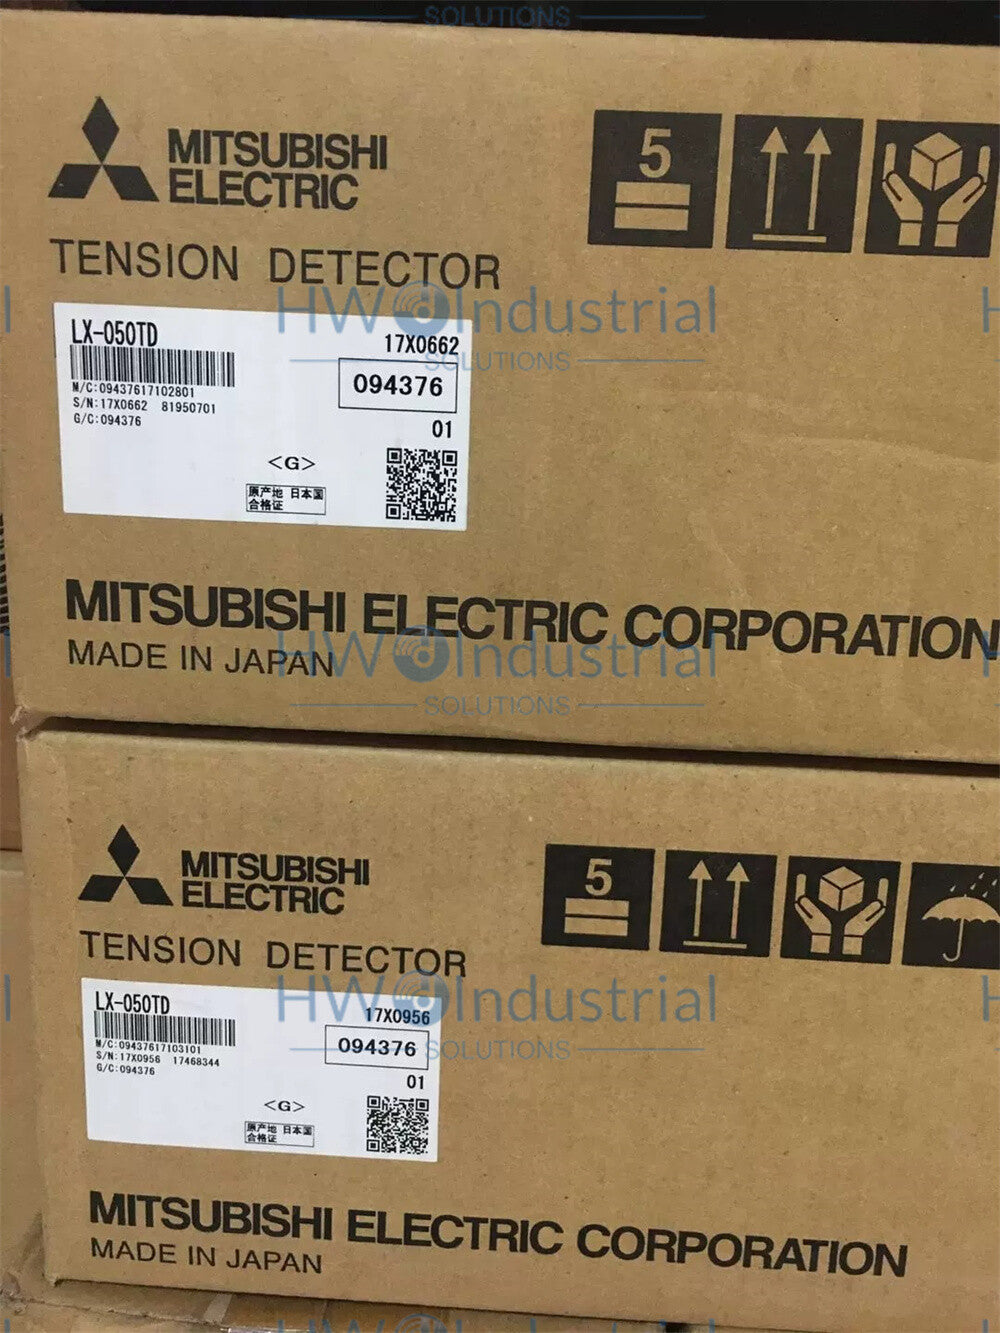 SOLUTIONS
MITSUBISHI
ELECTRIC
5
TENSION DETECTOR
HW Industrial
SOLUTIONS
LX-050TD
17X0662
M/C:09437617102801
S/N:17X0662 81950701
G/C:094376
094376
01
<G>
原产地 日本国
合格证
MITSUBISHI ELECTRIC CORPORATION
MADE IN JAPAN
HW Industrial
SOLUTIONS
MITSUBISHI
ELECTRIC
5
TENSION DETECTOR
HW Industrial
SOLUTIONS
LX-050TD
17X0956
M/C:09437617103101
S/N:17X0956 17468344
G/C:094376
094376
01
<G>
原产地 日本国
合格证
MITSUBISHI ELECTRIC CORPORATION
MADE IN JAPAN